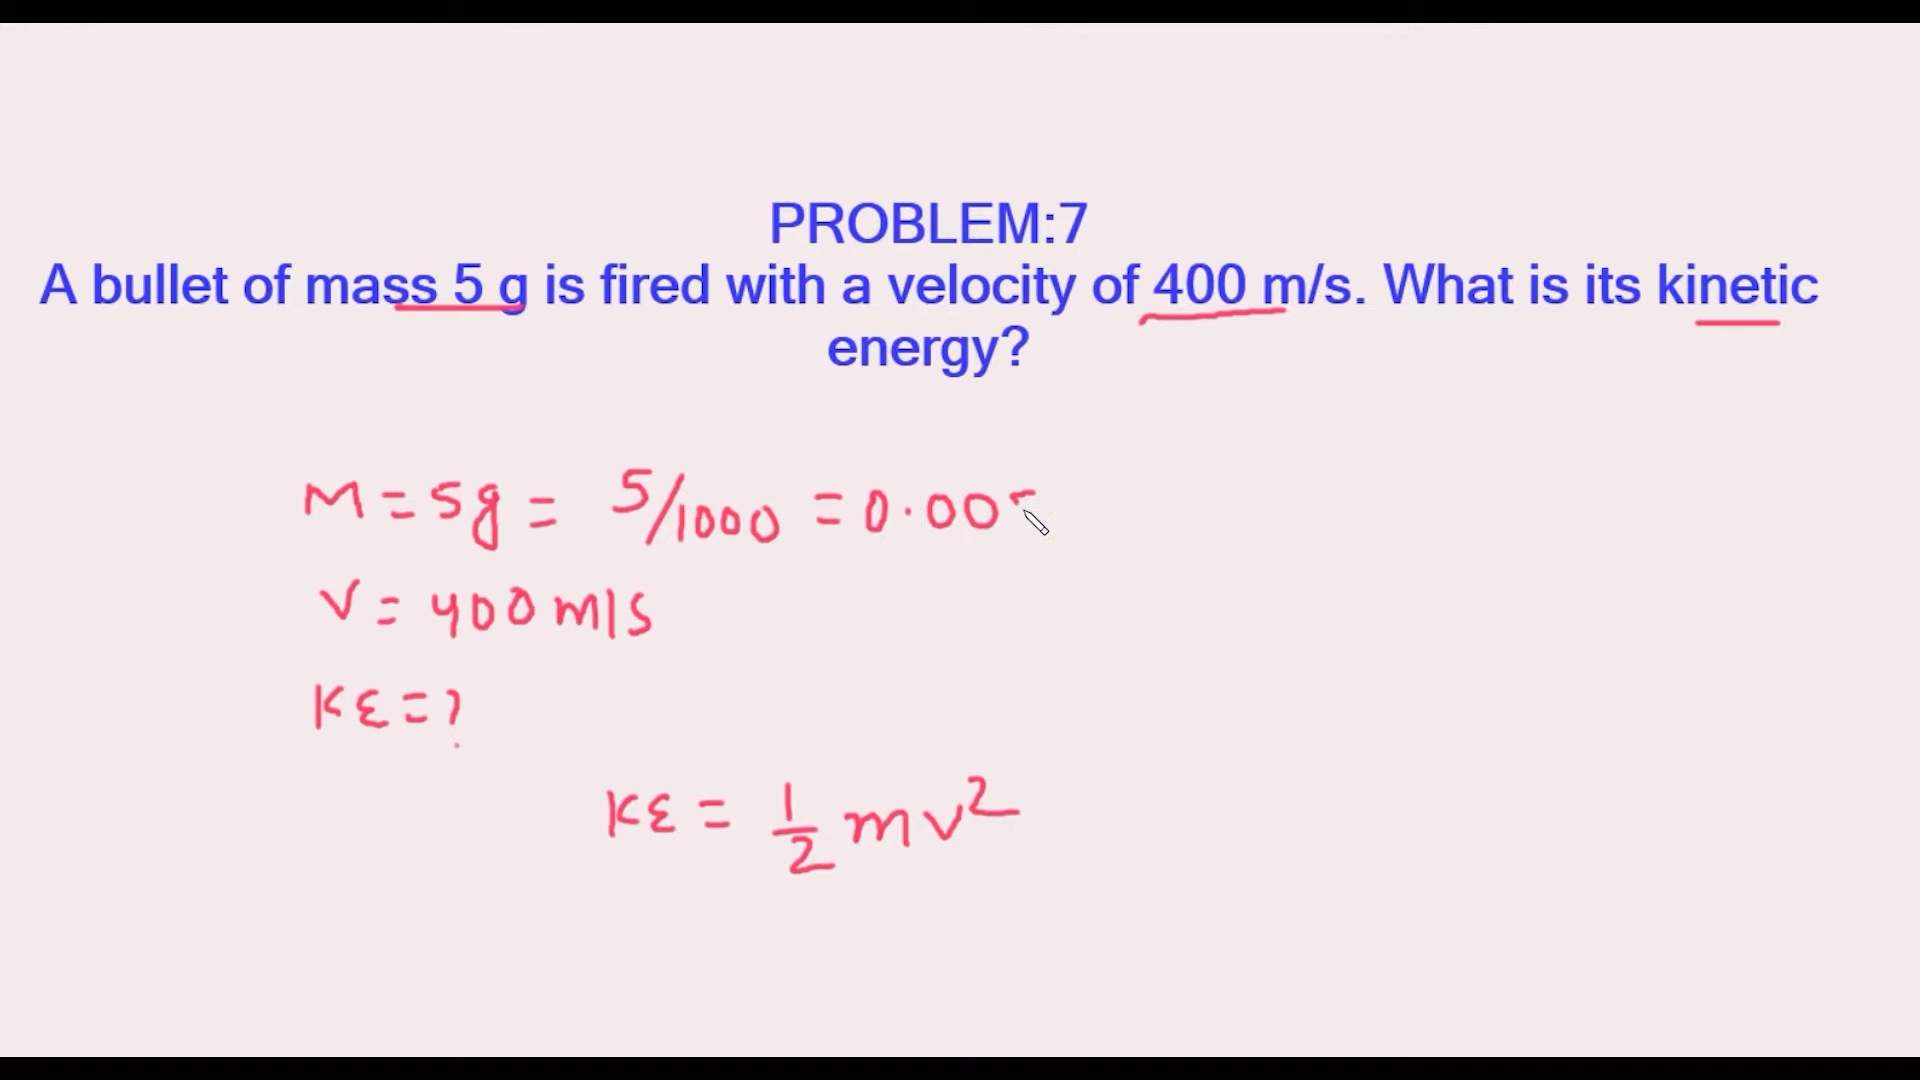 PROBLEM:7
A bullet of mass 5 g is fired with a velocity of 400 m/s. What is its kinetic
energy?
M = 5g = 5/1000 = 0.005
V = 400 m/s
KE = ?
KE = 1/2 mv²